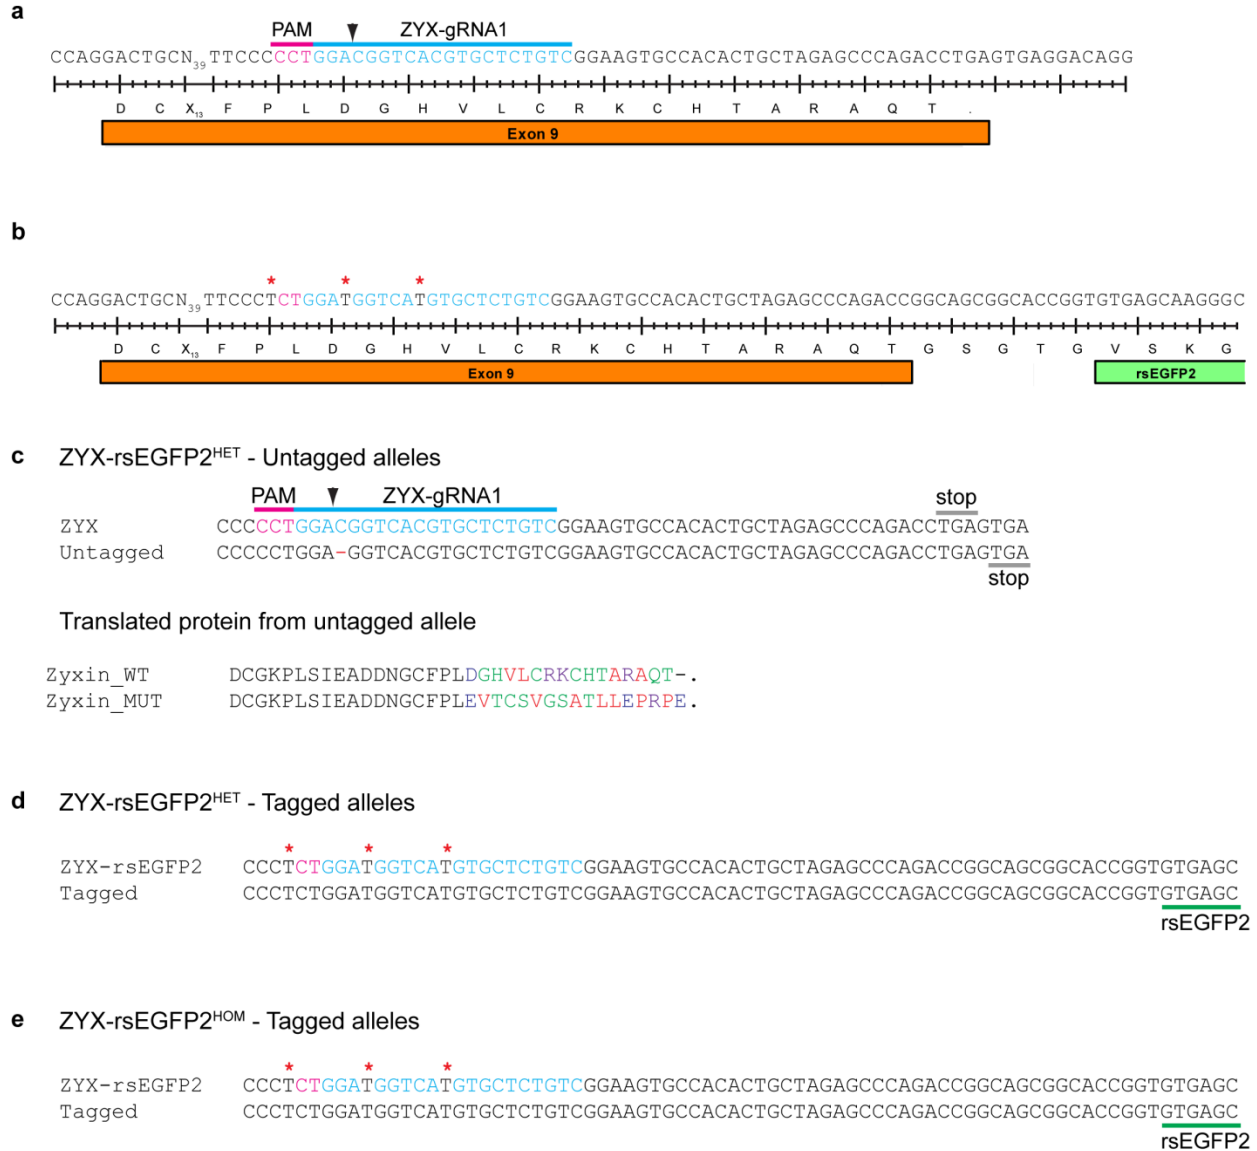 a
PAM ZYX-gRNA1
CCAGGACTGCN39TTCCCCCTGGACGGTCACGTGCTCTGTCGGAAGTGCCACACTGCTAGAGCCCAGACCTGAGTGAGGACAGG
D C X13 F P L D G H V L C R K C H T A R A Q T .
Exon 9
b
* * *
CCAGGACTGCN39TTCCCTCTGGATGGTCATGTGCTCTGTCGGAAGTGCCACACTGCTAGAGCCCAGACCGGCAGCGGCACCGGTGTGAGCAAGGGC
D C X13 F P L D G H V L C R K C H T A R A Q T G S G T G V S K G
Exon 9 rsEGFP2
c ZYX-rsEGFP2HET - Untagged alleles
PAM ZYX-gRNA1 stop
ZYX CCCCCTGGACGGTCACGTGCTCTGTCGGAAGTGCCACACTGCTAGAGCCCAGACCTGAGTGA
Untagged CCCCCTGGA-GGTCACGTGCTCTGTCGGAAGTGCCACACTGCTAGAGCCCAGACCTGAGTGA
stop
Translated protein from untagged allele
Zyxin_WT DCGKPLSIEADDNGCFPLDGHVLCRKCHTARAQT-.
Zyxin_MUT DCGKPLSIEADDNGCFPLEVTCSVGSATLLEPRPE.
d ZYX-rsEGFP2HET - Tagged alleles
* * *
ZYX-rsEGFP2 CCCTCTGGATGGTCATGTGCTCTGTCGGAAGTGCCACACTGCTAGAGCCCAGACCGGCAGCGGCACCGGTGTGAGC
Tagged CCCTCTGGATGGTCATGTGCTCTGTCGGAAGTGCCACACTGCTAGAGCCCAGACCGGCAGCGGCACCGGTGTGAGC
rsEGFP2
e ZYX-rsEGFP2HOM - Tagged alleles
* * *
ZYX-rsEGFP2 CCCTCTGGATGGTCATGTGCTCTGTCGGAAGTGCCACACTGCTAGAGCCCAGACCGGCAGCGGCACCGGTGTGAGC
Tagged CCCTCTGGATGGTCATGTGCTCTGTCGGAAGTGCCACACTGCTAGAGCCCAGACCGGCAGCGGCACCGGTGTGAGC
rsEGFP2